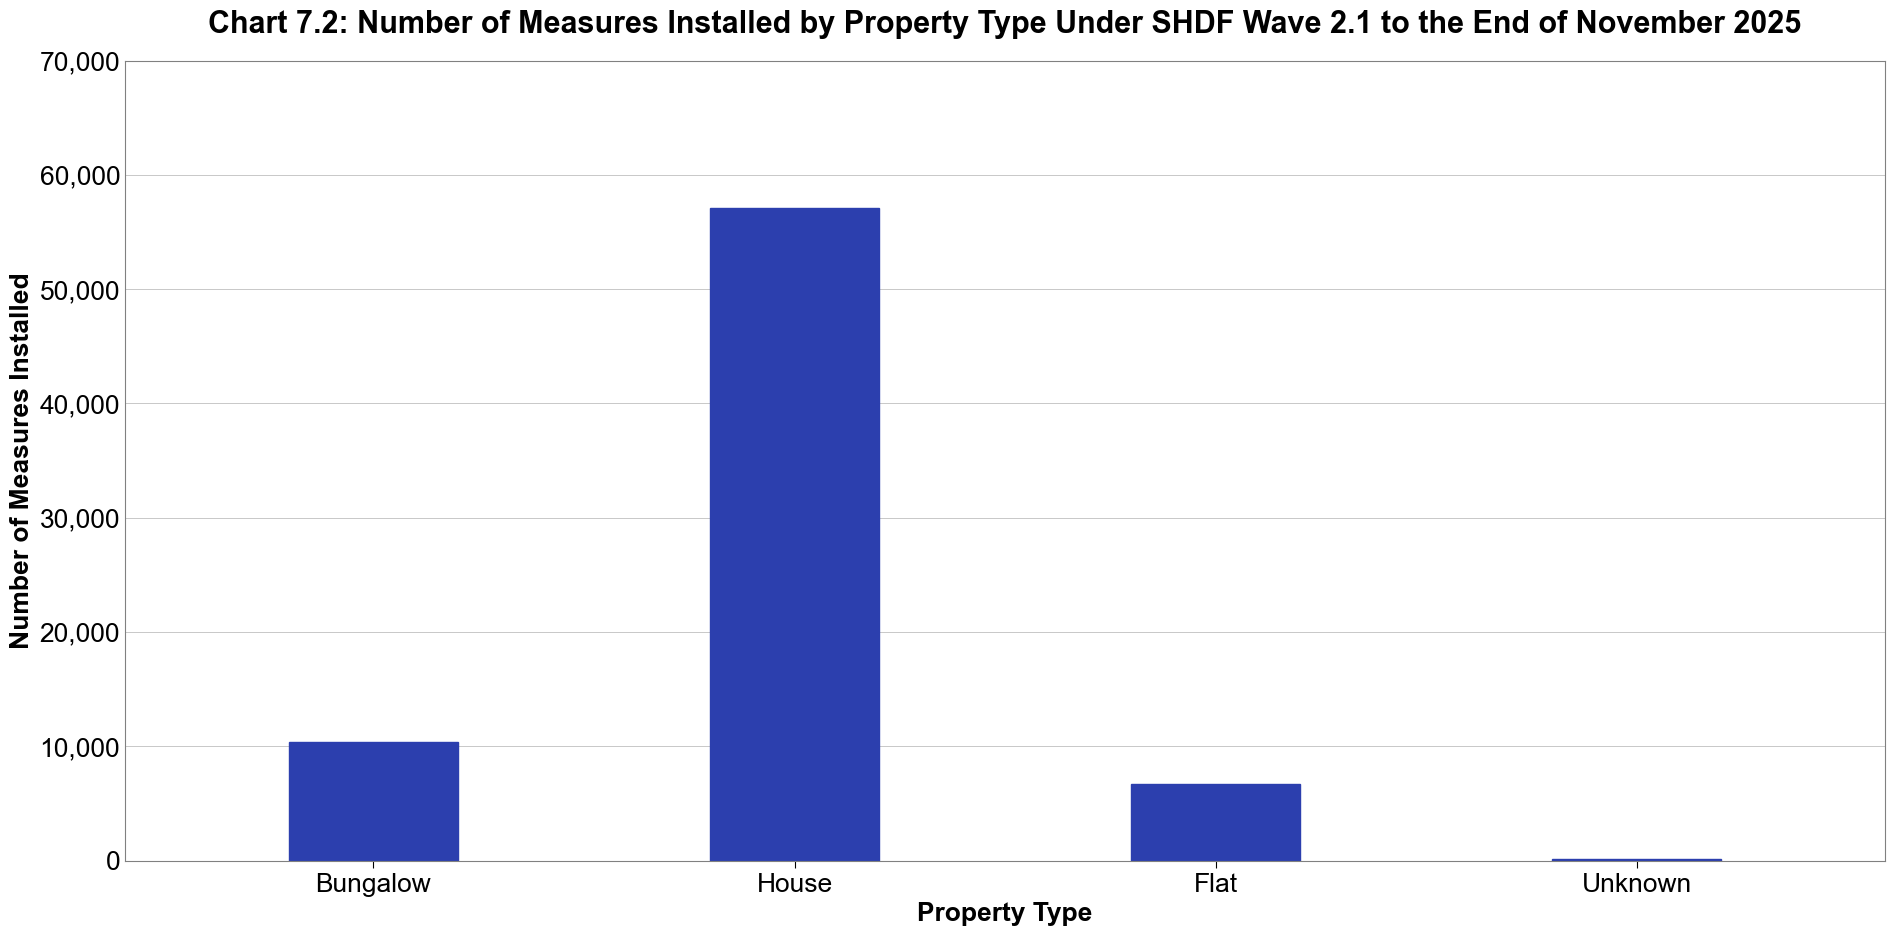 Chart 7.2: Number of Measures Installed by Property Type Under SHDF Wave 2.1 to the End of November 2025
70,000
60,000
50,000
40,000
30,000
20,000
10,000
0
Number of Measures Installed
Bungalow
House
Flat
Unknown
Property Type